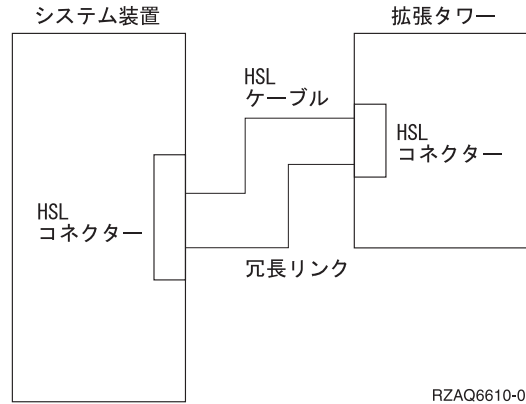 システム装置
拡張タワー
HSL
ケーブル
HSL
コネクター
HSL
コネクター
冗長リンク
RZAQ6610-0